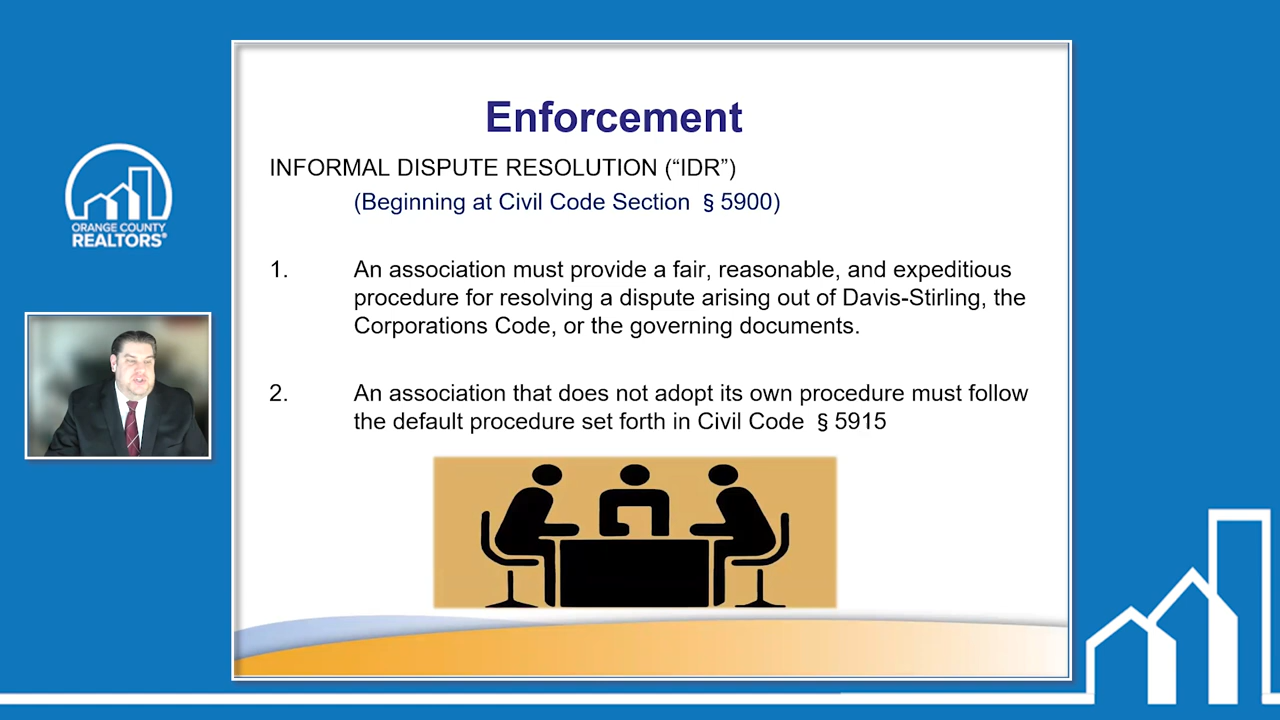 Enforcement
INFORMAL DISPUTE RESOLUTION (“IDR”)
(Beginning at Civil Code Section § 5900)
1. An association must provide a fair, reasonable, and expeditious
procedure for resolving a dispute arising out of Davis-Stirling, the
Corporations Code, or the governing documents.
2. An association that does not adopt its own procedure must follow
the default procedure set forth in Civil Code § 5915
ORANGE COUNTY
REALTORS®